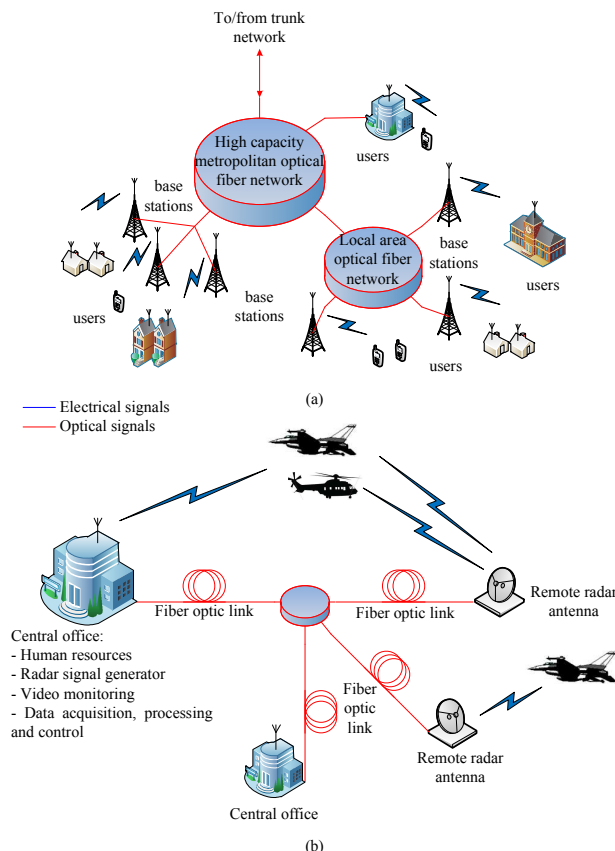 To/from trunk
network
High capacity
metropolitan optical
fiber network
users
base
stations
base
stations
Local area
optical fiber
network
users
users
base
stations
users
(a)
Electrical signals
Optical signals
Fiber optic link
Fiber optic link
Remote radar
antenna
Central office:
- Human resources
- Radar signal generator
- Video monitoring
- Data acquisition, processing
and control
Fiber
optic
link
Remote radar
antenna
Central office
(b)